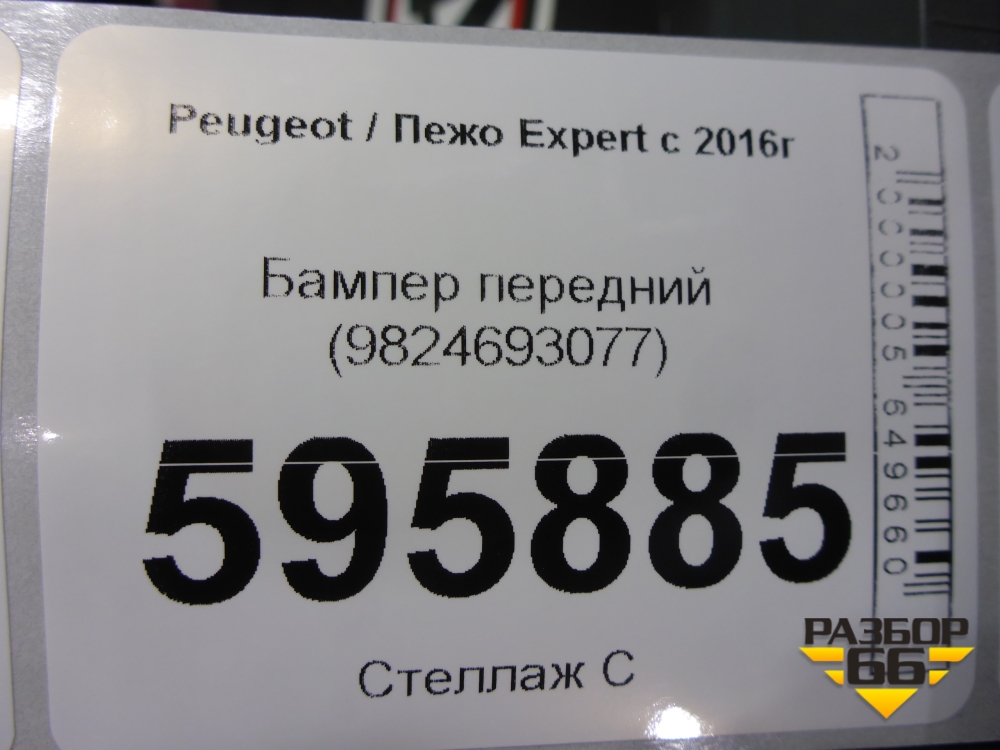 Peugeot / Пежо Expert с 2016г
Бампер передний
(9824693077)
595885
Стеллаж С
2000005649660
РАЗБОР
66